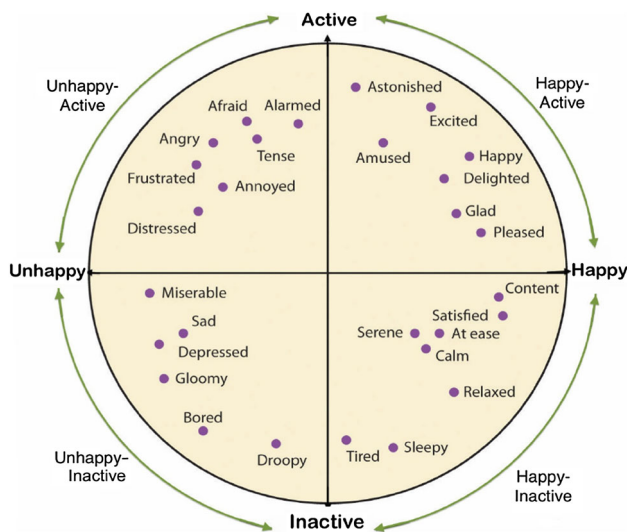 Active
Unhappy-
Active
Happy-
Active
Astonished
Afraid
Alarmed
Excited
Angry
Tense
Amused
Happy
Frustrated
Annoyed
Delighted
Glad
Distressed
Pleased
Unhappy
Happy
Miserable
Content
Sad
Satisfied
Serene
At ease
Depressed
Calm
Gloomy
Relaxed
Bored
Droopy
Tired
Sleepy
Unhappy–
Inactive
Happy-
Inactive
Inactive